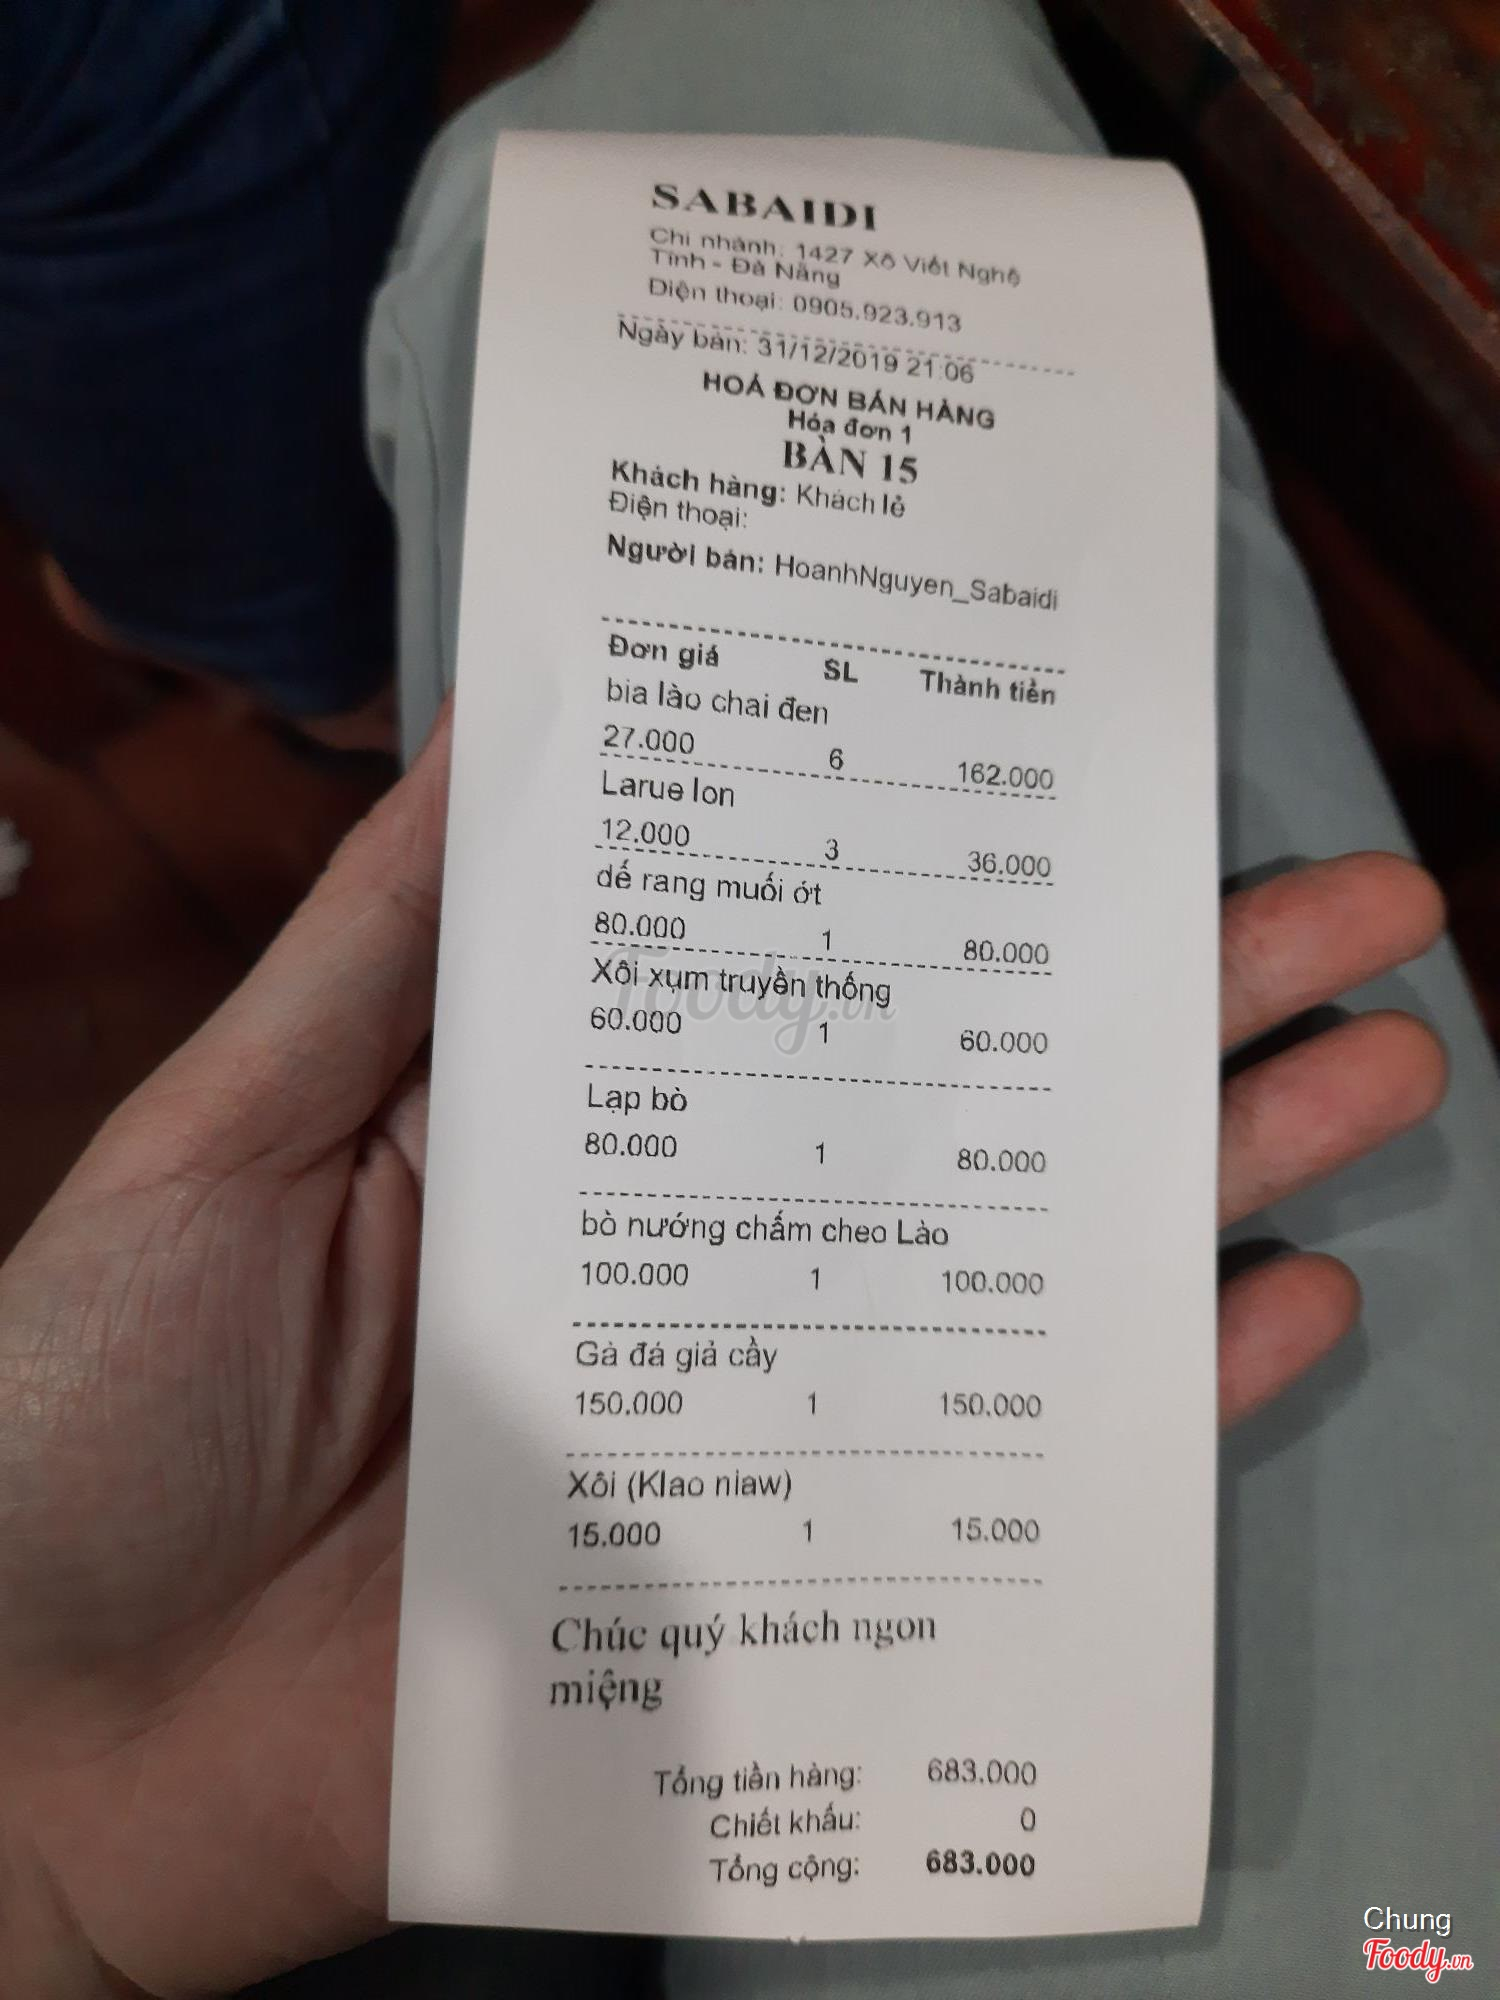 SABAIDI
Chi nhánh: 1427 Xô Viết Nghệ
Tĩnh - Đà Nẵng
Điện thoại: 0905.923.913
Ngày bán: 31/12/2019 21:06
HOÁ ĐƠN BÁN HÀNG
Hóa đơn 1
BÀN 15
Khách hàng: Khách lẻ
Điện thoại:
Người bán: HoanhNguyen_Sabaidi
Đơn giá SL Thành tiền
bia lào chai đen
27.000 6 162.000
Larue lon
12.000 3 36.000
dế rang muối ớt
80.000 1 80.000
Xôi xụm truyền thống
60.000 1 60.000
Lạp bò
80.000 1 80.000
bò nướng chấm cheo Lào
100.000 1 100.000
Gà đá giả cầy
150.000 1 150.000
Xôi (Klao niaw)
15.000 1 15.000
Chúc quý khách ngon
miệng
Tổng tiền hàng: 683.000
Chiết khấu: 0
Tổng cộng: 683.000
Foody.vn
Chung
Foody.vn